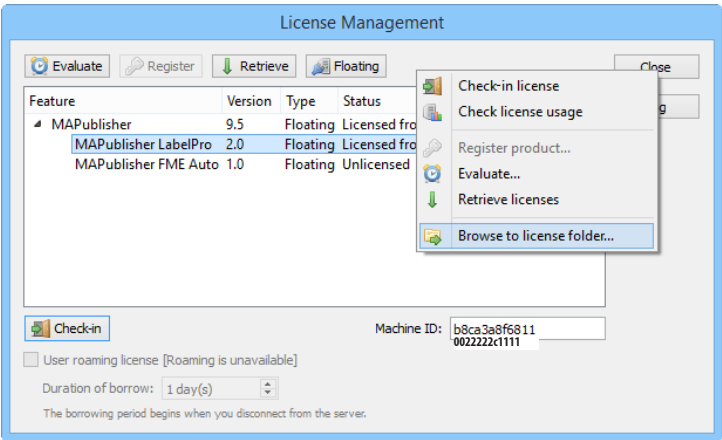 License Management
Evaluate Register Retrieve Floating Close
Feature Version Type Status
MAPublisher 9.5 Floating Licensed fro
MAPublisher LabelPro 2.0 Floating Licensed fro
MAPublisher FME Auto 1.0 Floating Unlicensed
Check-in license
Check license usage
Register product...
Evaluate...
Retrieve licenses
Browse to license folder...
g
Check-in Machine ID: b8ca3a8f6811
0022222c1111
User roaming license [Roaming is unavailable]
Duration of borrow: 1 day(s)
The borrowing period begins when you disconnect from the server.